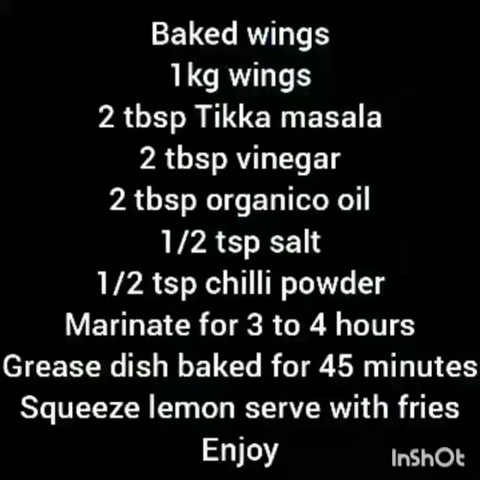 Baked wings
1kg wings
2 tbsp Tikka masala
2 tbsp vinegar
2 tbsp organico oil
1/2 tsp salt
1/2 tsp chilli powder
Marinate for 3 to 4 hours
Grease dish baked for 45 minutes
Squeeze lemon serve with fries
Enjoy
InShOt